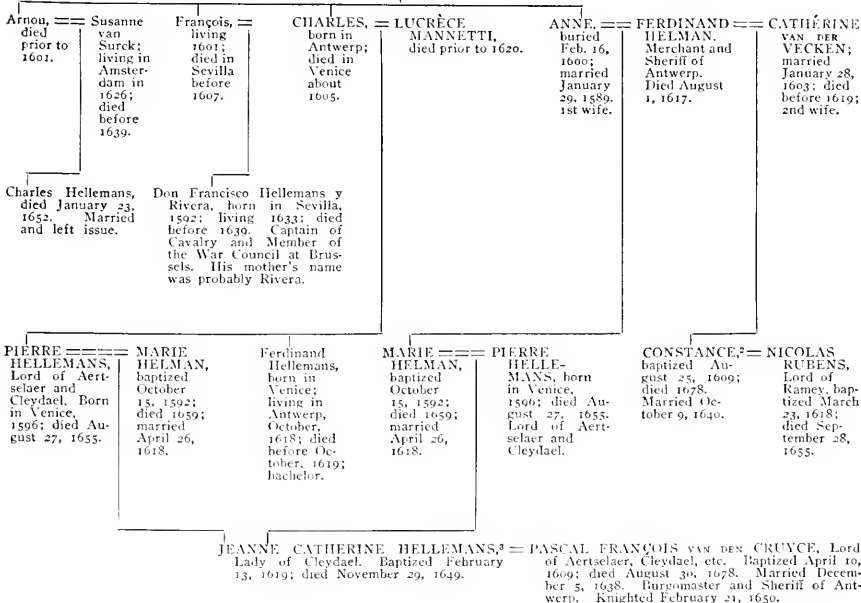 Arnou,
died
prior to
1601.
Susanne
van
Surck;
living in
Amster-
dam in
1626;
died
before
1639.
François,
living
1601;
died in
Sevilla
before
1607.
CHARLES,
born in
Antwerp;
died in
Venice
about
1605.
LUCRÈCE
MANNETTI,
died prior to 1620.
ANNE,
buried
Feb. 16,
1600;
married
January
29, 1589.
1st wife.
FERDINAND
HELMAN.
Merchant and
Sheriff of
Antwerp.
Died August
1, 1617.
CATHÉRINE
VAN DER
VECKEN;
married
January 28,
1603; died
before 1619;
2nd wife.
Charles Hellemans,
died January 23,
1652. Married
and left issue.
Don Francisco Hellemans y
Rivera, born in Sevilla,
1592; living 1633; died
before 1639. Captain of
Cavalry and Member of
the War Council at Brus-
sels. His mother's name
was probably Rivera.
PIERRE
HELLEMANS,
Lord of Aert-
selaer and
Cleydael. Born
in Venice,
1596; died Au-
gust 27, 1655.
MARIE
HELMAN,
baptized
October
15, 1592;
died 1659;
married
April 26,
1618.
Ferdinand
Hellemans,
born in
Venice;
living in
Antwerp,
October,
1618; died
before Oc-
tober, 1619;
bachelor.
MARIE
HELMAN,
baptized
October
15, 1592;
died 1659;
married
April 26,
1618.
PIERRE
HELLE-
MANS, born
in Venice,
1596; died Au-
gust 27, 1655.
Lord of Aert-
selaer and
Cleydael.
CONSTANCE,²
baptized Au-
gust 25, 1609;
died 1678.
Married Oc-
tober 9, 1640.
NICOLAS
RUBENS,
Lord of
Ramey, bap-
tized March
23, 1618;
died Sep-
tember 28,
1655.
JEANNE CATHERINE HELLEMANS,³
Lady of Cleydael. Baptized February
13, 1619; died November 29, 1649.
PASCAL FRANÇOIS VAN DEN CRUYCE, Lord
of Aertselaer, Cleydael, etc. Baptized April 10,
1609; died August 30, 1678. Married Decem-
ber 5, 1638. Burgomaster and Sheriff of Ant-
werp. Knighted February 21, 1650.